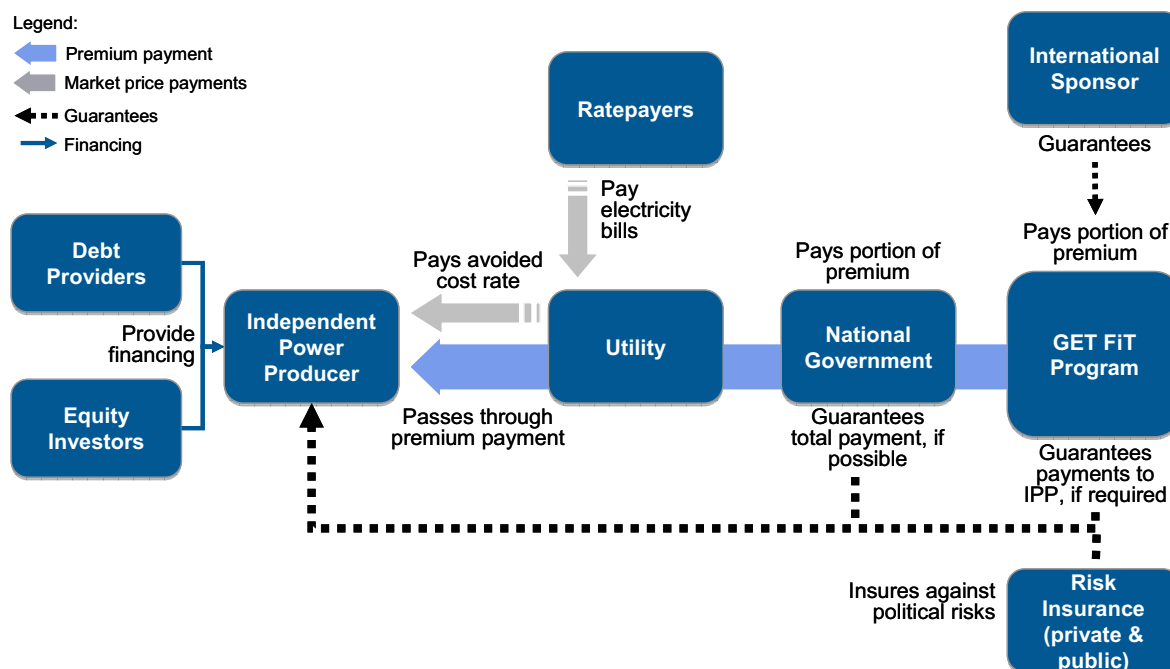 Legend:
Premium payment
Market price payments
Guarantees
Financing
Ratepayers
International
Sponsor
Guarantees
Pay
electricity
bills
Debt
Providers
Pays avoided
cost rate
Pays portion of
premium
Pays portion of
premium
Provide
financing
Independent
Power
Producer
Utility
National
Government
GET FiT
Program
Equity
Investors
Passes through
premium payment
Guarantees
total payment, if
possible
Guarantees
payments to
IPP, if required
Insures against
political risks
Risk
Insurance
(private &
public)